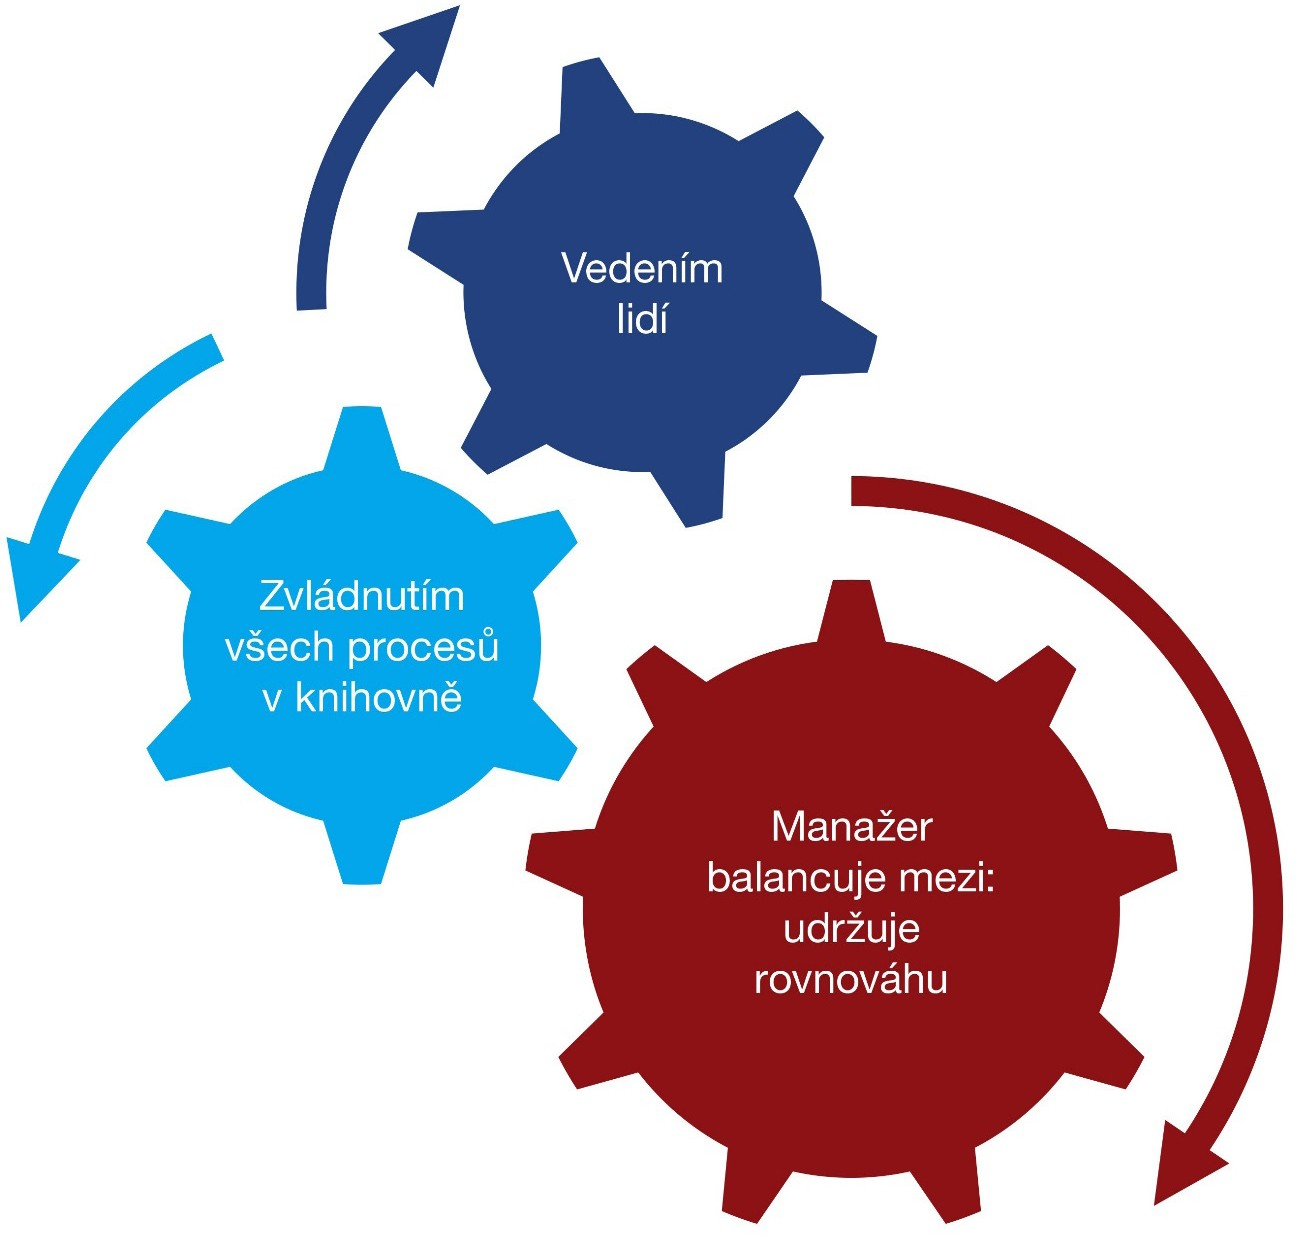 Vedením
lidí
Zvládnutím
všech procesů
v knihovně
Manažer
balancuje mezi:
udržuje
rovnováhu